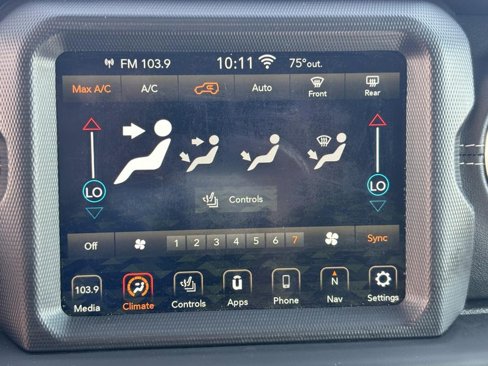 FM 103.9 10:11 75°out.
Max A/C A/C Auto Front Rear
LO LO
Controls
Off 1 2 3 4 5 6 7 Sync
103.9 û N
Media Climate Controls Apps Phone Nav Settings